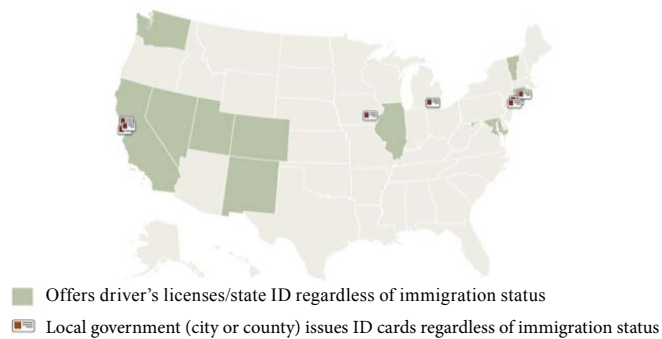 Offers driver’s licenses/state ID regardless of immigration status
Local government (city or county) issues ID cards regardless of immigration status